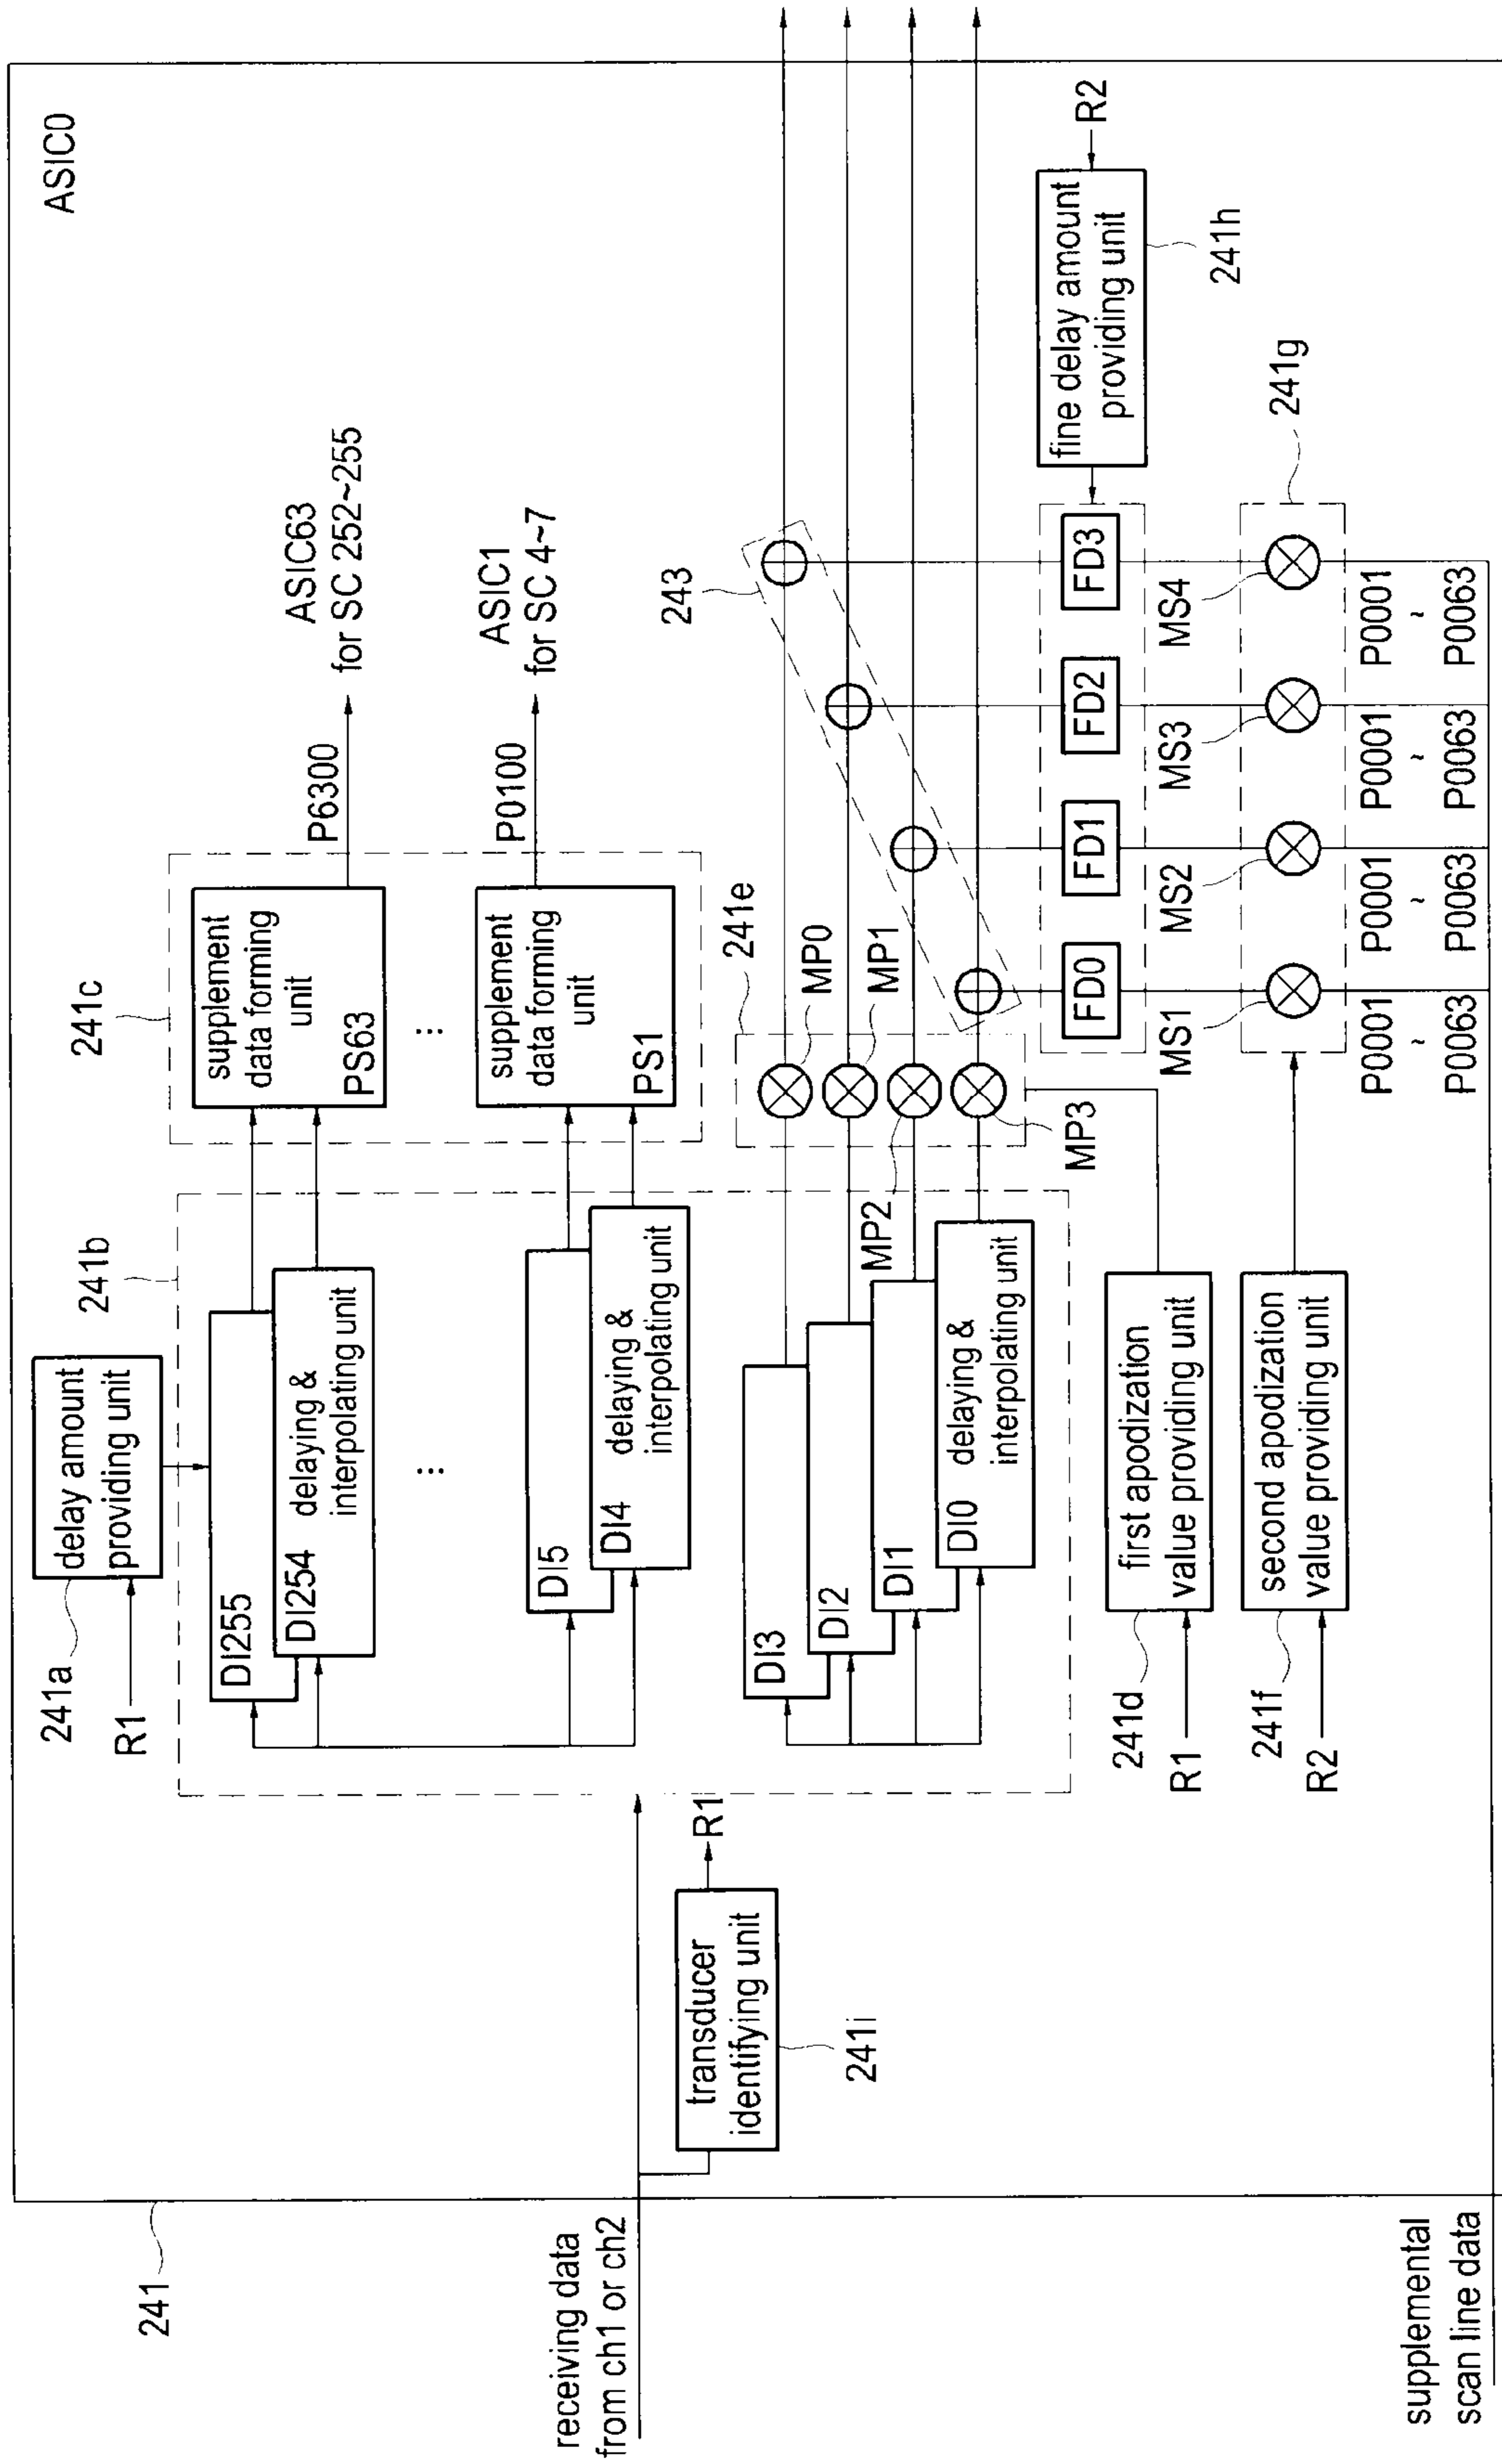 ASIC0
241
241a
R1
delay amount
providing unit
241b
DI255
DI254
delaying &
interpolating unit
...
DI5
DI4
delaying &
interpolating unit
DI3
DI2
DI1
DI0
delaying &
interpolating unit
241c
supplement
data forming
unit
PS63
...
supplement
data forming
unit
PS1
P6300
ASIC63
for SC 252~255
P0100
ASIC1
for SC 4~7
receiving data
from ch1 or ch2
transducer
identifying unit
R1
241i
241e
MP0
MP1
MP2
MP3
243
241d
R1
first apodization
value providing unit
241f
R2
second apodization
value providing unit
FD0
FD1
FD2
FD3
fine delay amount
providing unit
R2
241h
MS1
MS2
MS3
MS4
241g
P0001
~
P0063
P0001
~
P0063
P0001
~
P0063
P0001
~
P0063
supplemental
scan line data